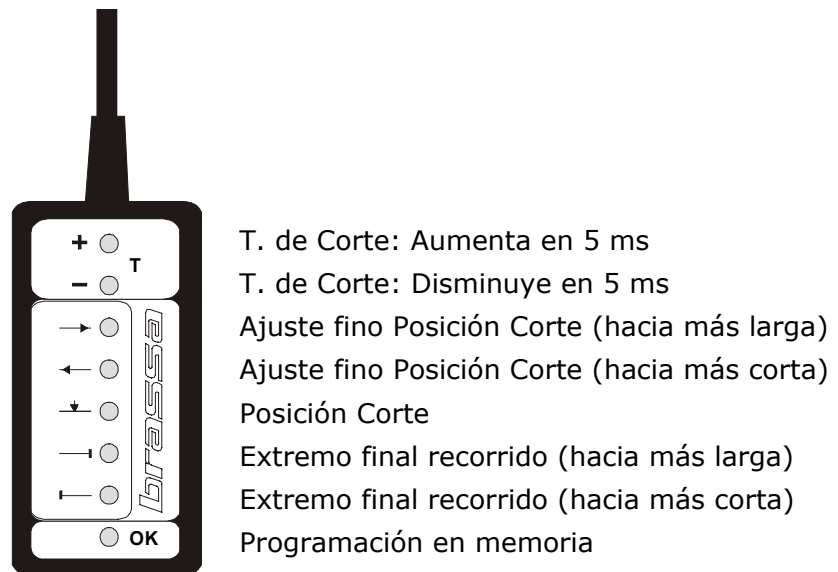 + T. de Corte: Aumenta en 5 ms
T
− T. de Corte: Disminuye en 5 ms
Ajuste fino Posición Corte (hacia más larga)
Ajuste fino Posición Corte (hacia más corta)
Posición Corte
Extremo final recorrido (hacia más larga)
Extremo final recorrido (hacia más corta)
brassa
OK Programación en memoria